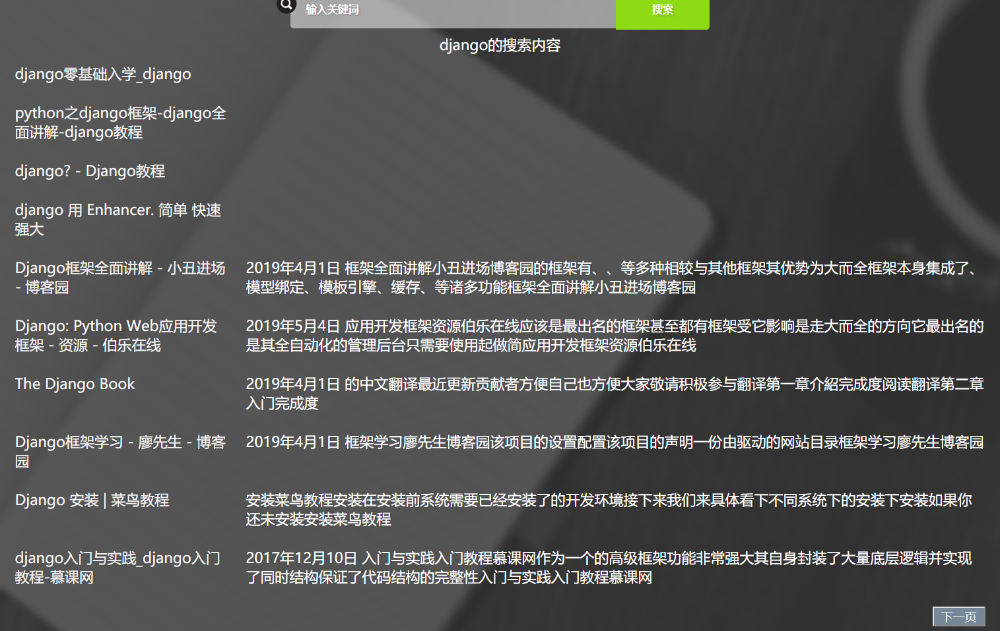 输入关键词
搜索
django的搜索内容
django零基础入学_django
python之django框架-django全
面讲解-django教程
django? - Django教程
django 用 Enhancer. 简单 快速
强大
Django框架全面讲解 - 小丑进场
- 博客园
2019年4月1日 框架全面讲解小丑进场博客园的框架有、、等多种相较与其他框架其优势为大而全框架本身集成了、
模型绑定、模板引擎、缓存、等诸多功能框架全面讲解小丑进场博客园
Django: Python Web应用开发
框架 - 资源 - 伯乐在线
2019年5月4日 应用开发框架资源伯乐在线应该是最出名的框架甚至都有框架受它影响是走大而全的方向它最出名的
是其全自动化的管理后台只需要使用起做简应用开发框架资源伯乐在线
The Django Book
2019年4月1日 的中文翻译最近更新贡献者方便自己也方便大家敬请积极参与翻译第一章介紹完成度阅读翻译第二章
入门完成度
Django框架学习 - 廖先生 - 博客
园
2019年4月1日 框架学习廖先生博客园该项目的设置配置该项目的声明一份由驱动的网站目录框架学习廖先生博客园
Django 安装 | 菜鸟教程
安装菜鸟教程安装在安装前系统需要已经安装了的开发环境接下来我们来具体看下不同系统下的安装下安装如果你
还未安装安装菜鸟教程
django入门与实践_django入门
教程-慕课网
2017年12月10日 入门与实践入门教程慕课网作为一个的高级框架功能非常强大其自身封装了大量底层逻辑并实现
了同时结构保证了代码结构的完整性入门与实践入门教程慕课网
下一页